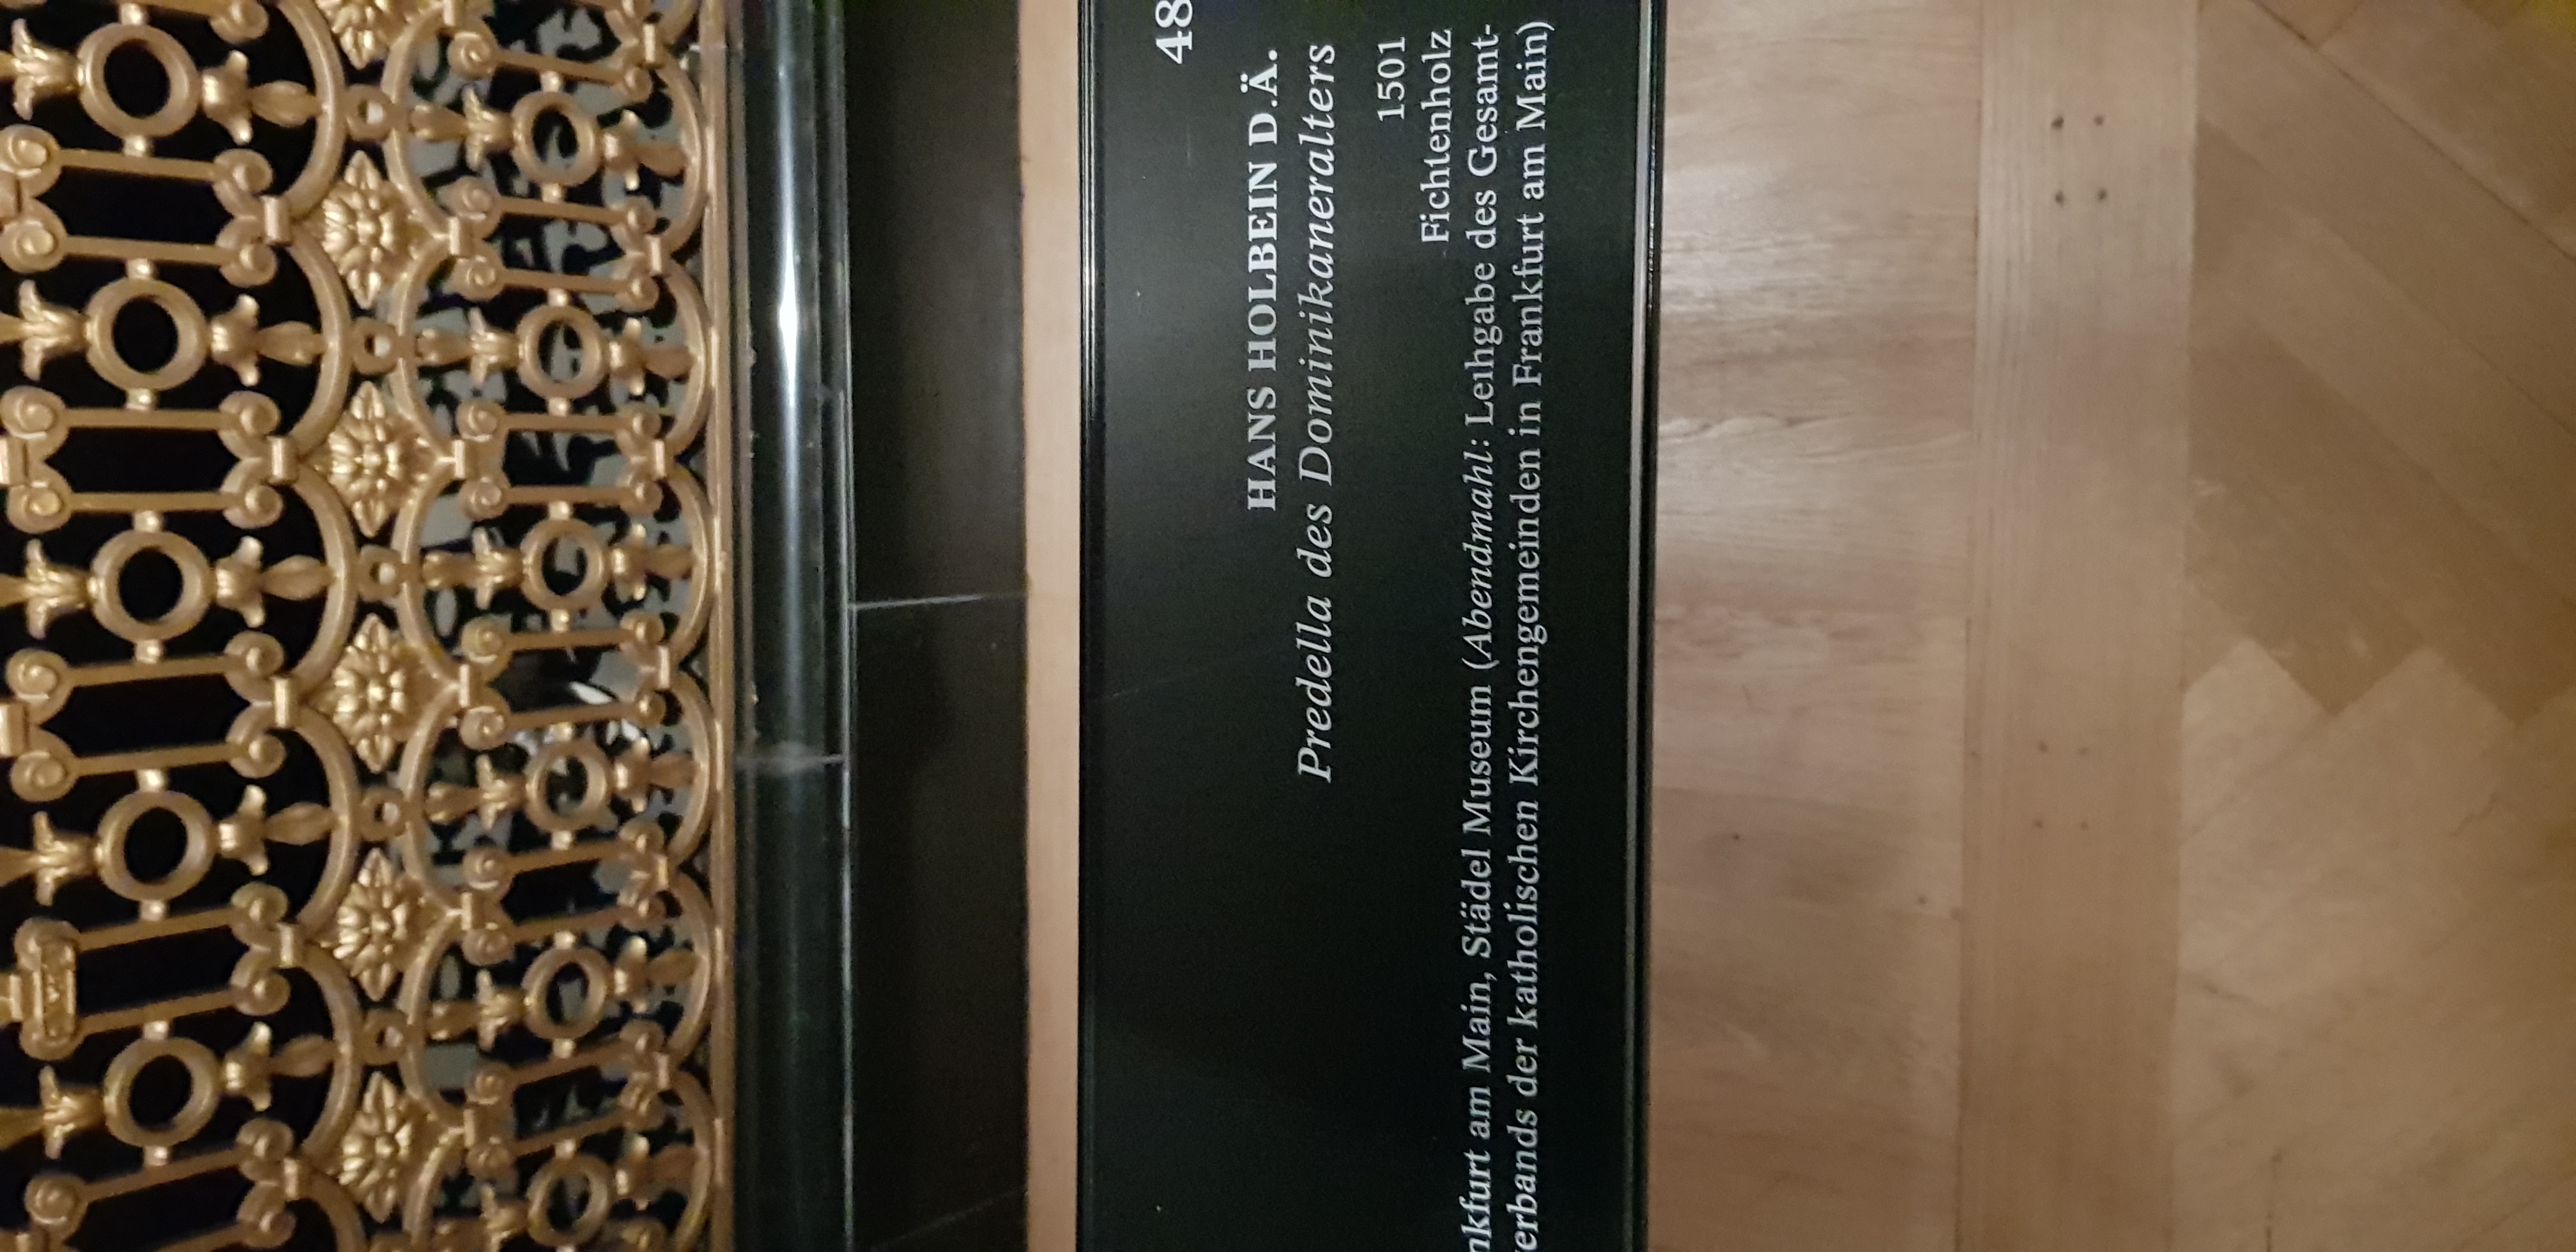 48
HANS HOLBEIN D.Ä.
Predella des Dominikaneralters
1501
Fichtenholz
nkfurt am Main, Städel Museum (Abendmahl: Leihgabe des Gesamt-
verbands der katholischen Kirchengemeinden in Frankfurt am Main)